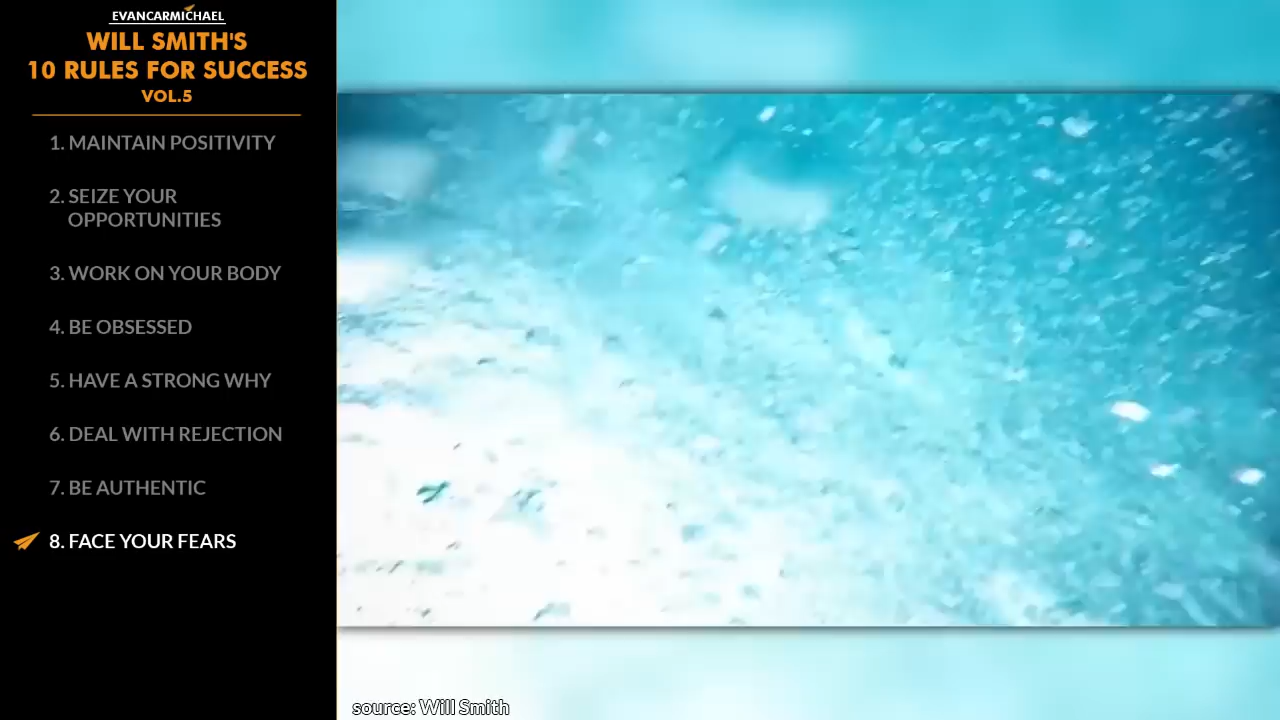 EVANCARMICHAEL
WILL SMITH'S
10 RULES FOR SUCCESS
VOL.5
1. MAINTAIN POSITIVITY
2. SEIZE YOUR
OPPORTUNITIES
3. WORK ON YOUR BODY
4. BE OBSESSED
5. HAVE A STRONG WHY
6. DEAL WITH REJECTION
7. BE AUTHENTIC
8. FACE YOUR FEARS
source: Will Smith